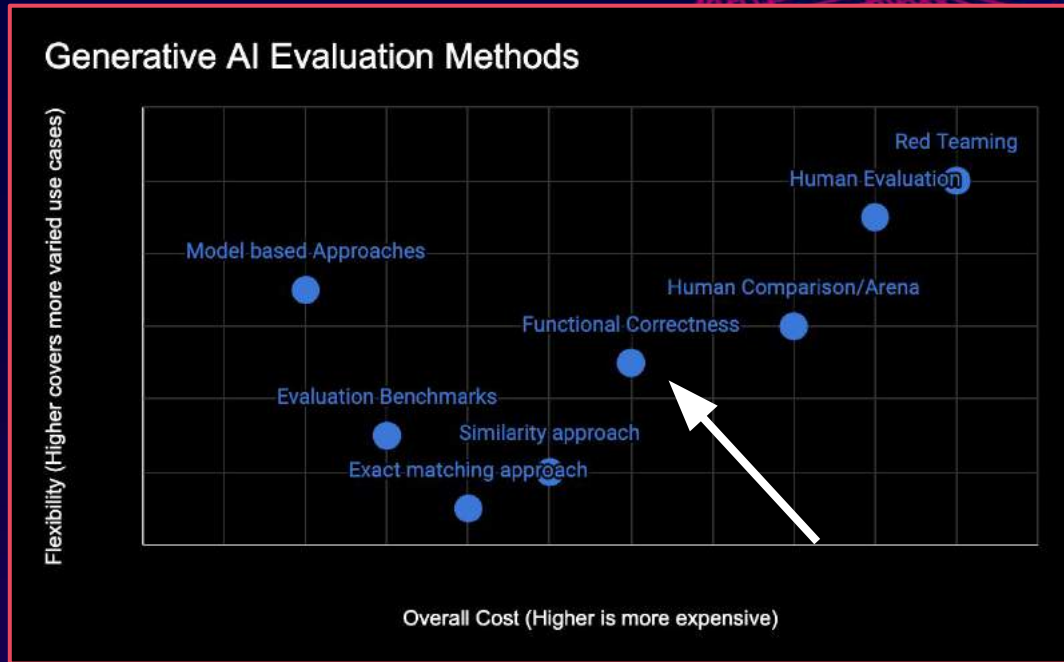 Generative AI Evaluation Methods
Flexibility (Higher covers more varied use cases)
Red Teaming
Human Evaluation
Model based Approaches
Human Comparison/Arena
Functional Correctness
Evaluation Benchmarks
Similarity approach
Exact matching approach
Overall Cost (Higher is more expensive)